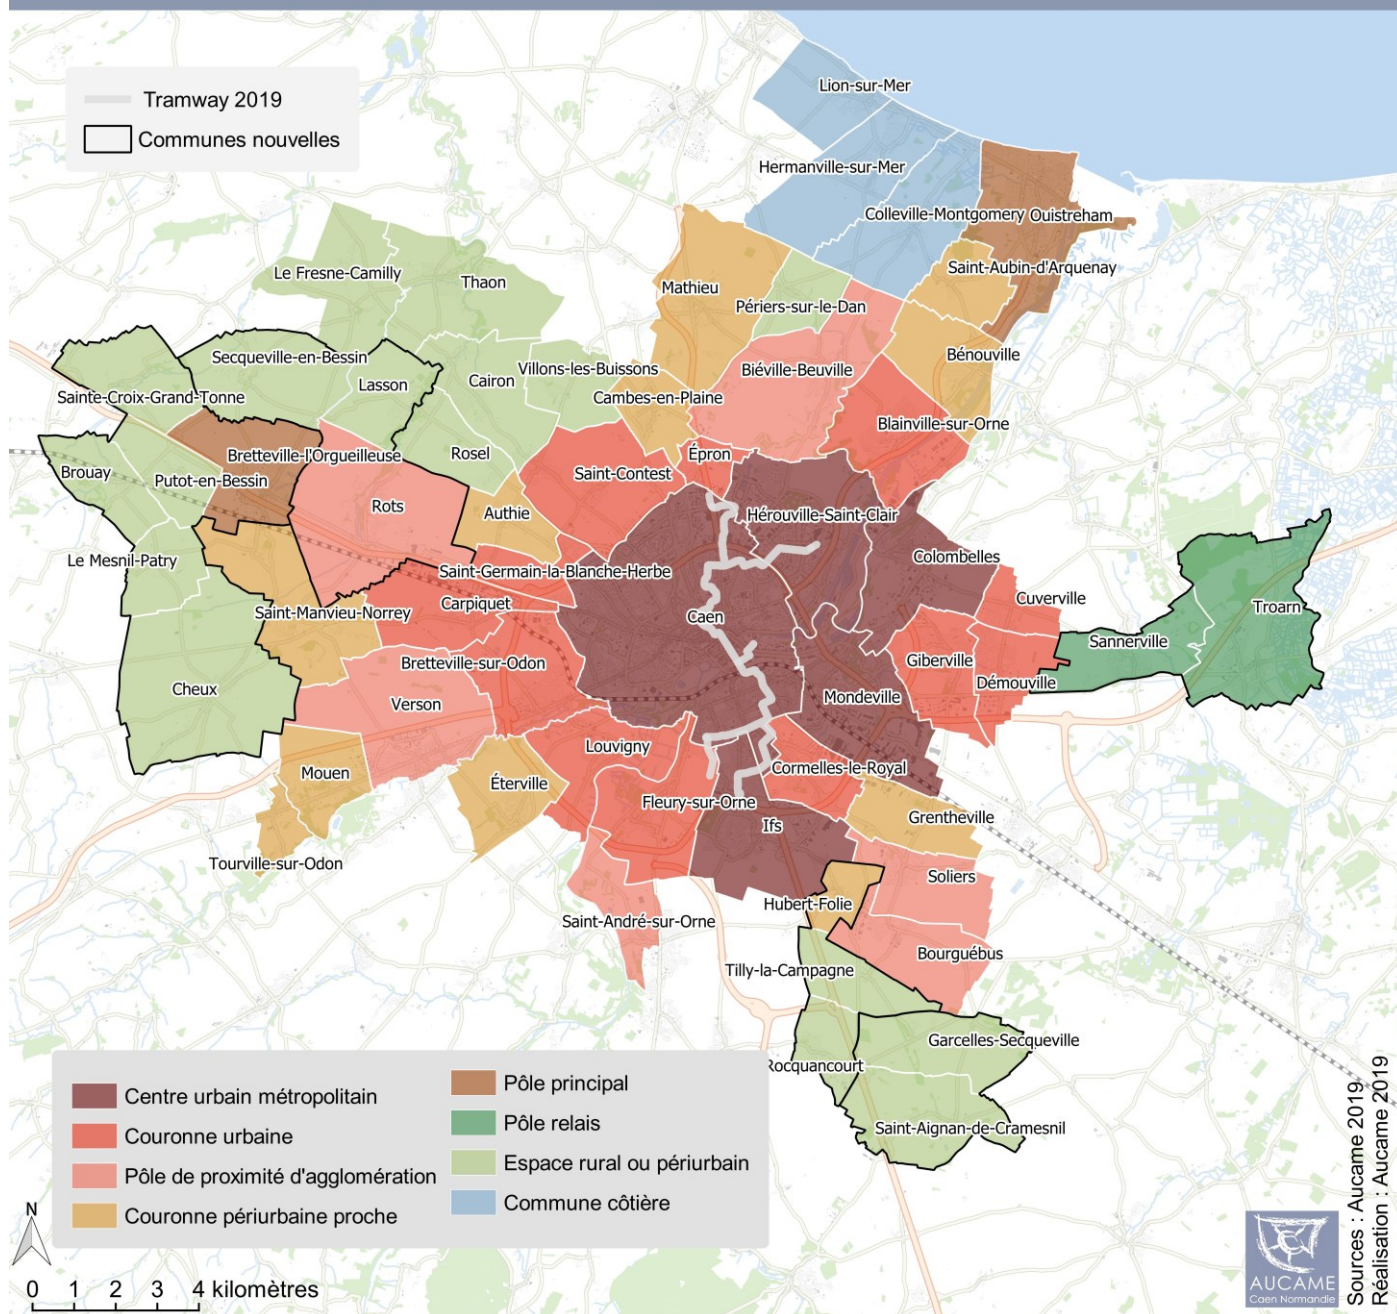 Tramway 2019
Communes nouvelles
Lion-sur-Mer
Hermanville-sur-Mer
Colleville-Montgomery
Ouistreham
Saint-Aubin-d'Arquenay
Le Fresne-Camilly
Thaon
Mathieu
Périers-sur-le-Dan
Bénouville
Secqueville-en-Bessin
Lasson
Cairon
Villons-les-Buissons
Cambes-en-Plaine
Biéville-Beuville
Sainte-Croix-Grand-Tonne
Blainville-sur-Orne
Bretteville-l'Orgueilleuse
Rosel
Épron
Brouay
Putot-en-Bessin
Saint-Contest
Rots
Authie
Hérouville-Saint-Clair
Le Mesnil-Patry
Saint-Germain-la-Blanche-Herbe
Colombelles
Saint-Manvieu-Norrey
Carpiquet
Caen
Cuverville
Troarn
Sannerville
Bretteville-sur-Odon
Giberville
Démouville
Cheux
Verson
Mondeville
Louvigny
Mouen
Éterville
Cormelles-le-Royal
Fleury-sur-Orne
Ifs
Grentheville
Tourville-sur-Odon
Soliers
Hubert-Folie
Saint-André-sur-Orne
Bourguébus
Tilly-la-Campagne
Garcelles-Secqueville
Rocquancourt
Saint-Aignan-de-Cramesnil
Centre urbain métropolitain
Couronne urbaine
Pôle de proximité d'agglomération
Couronne périurbaine proche
Pôle principal
Pôle relais
Espace rural ou périurbain
Commune côtière
N
0 1 2 3 4 kilomètres
AUCAME
Caen Normandie
Sources : Aucame 2019
Réalisation : Aucame 2019